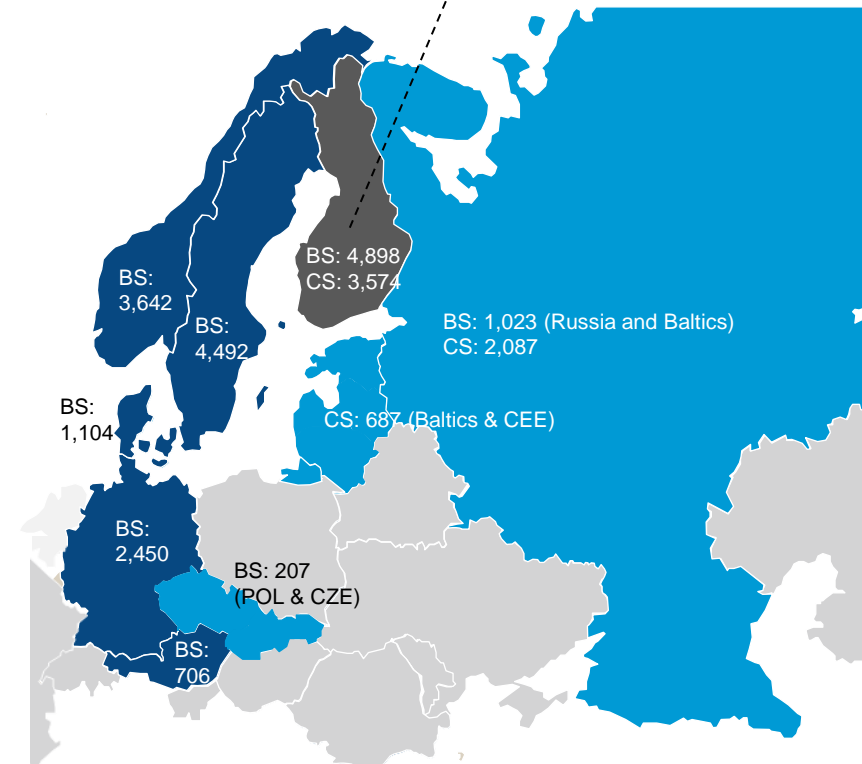 BS: 4,898
CS: 3,574
BS:
3,642
BS:
4,492
BS: 1,023 (Russia and Baltics)
CS: 2,087
BS:
1,104
CS: 687 (Baltics & CEE)
BS:
2,450
BS: 207
(POL & CZE)
BS:
706